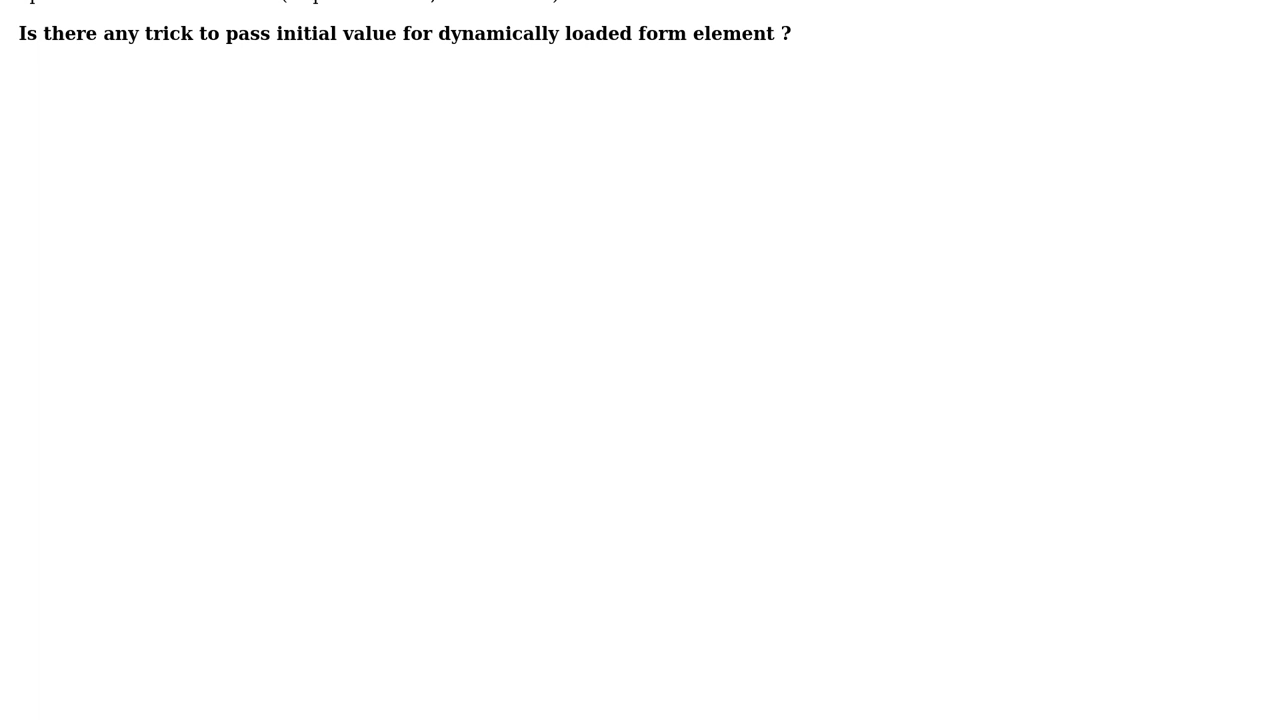 Is there any trick to pass initial value for dynamically loaded form element ?